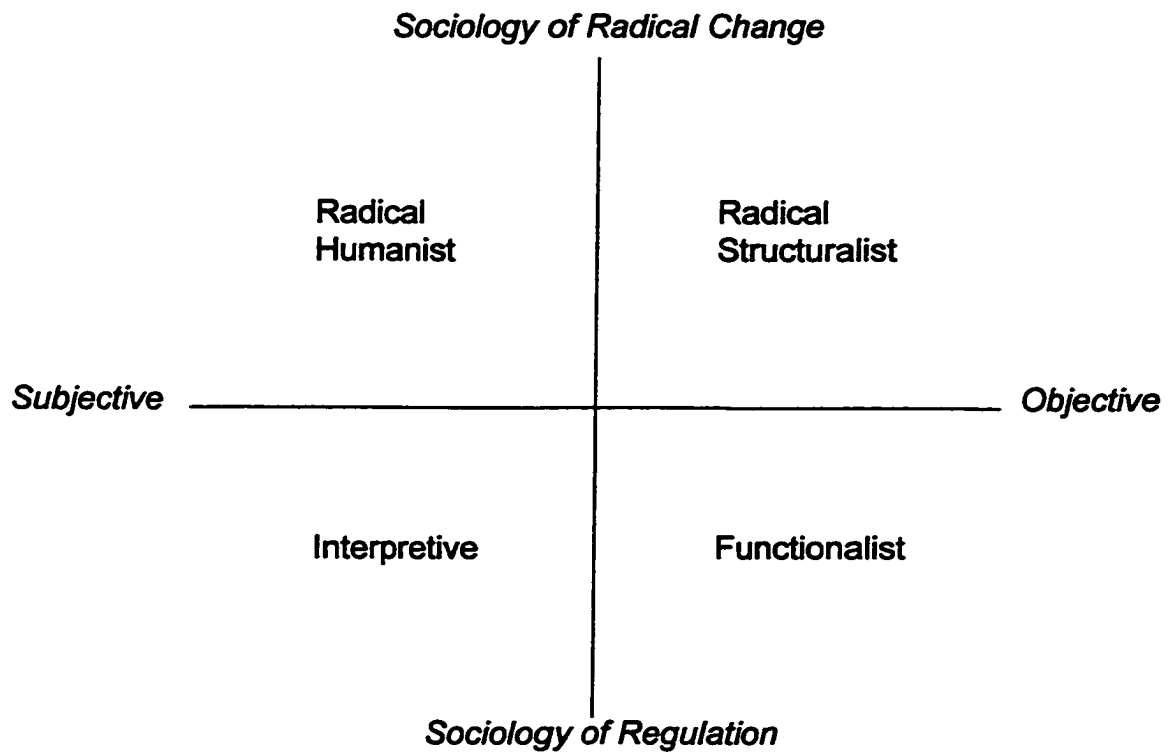 Sociology of Radical Change
Radical
Humanist
Radical
Structuralist
Subjective
Objective
Interpretive
Functionalist
Sociology of Regulation